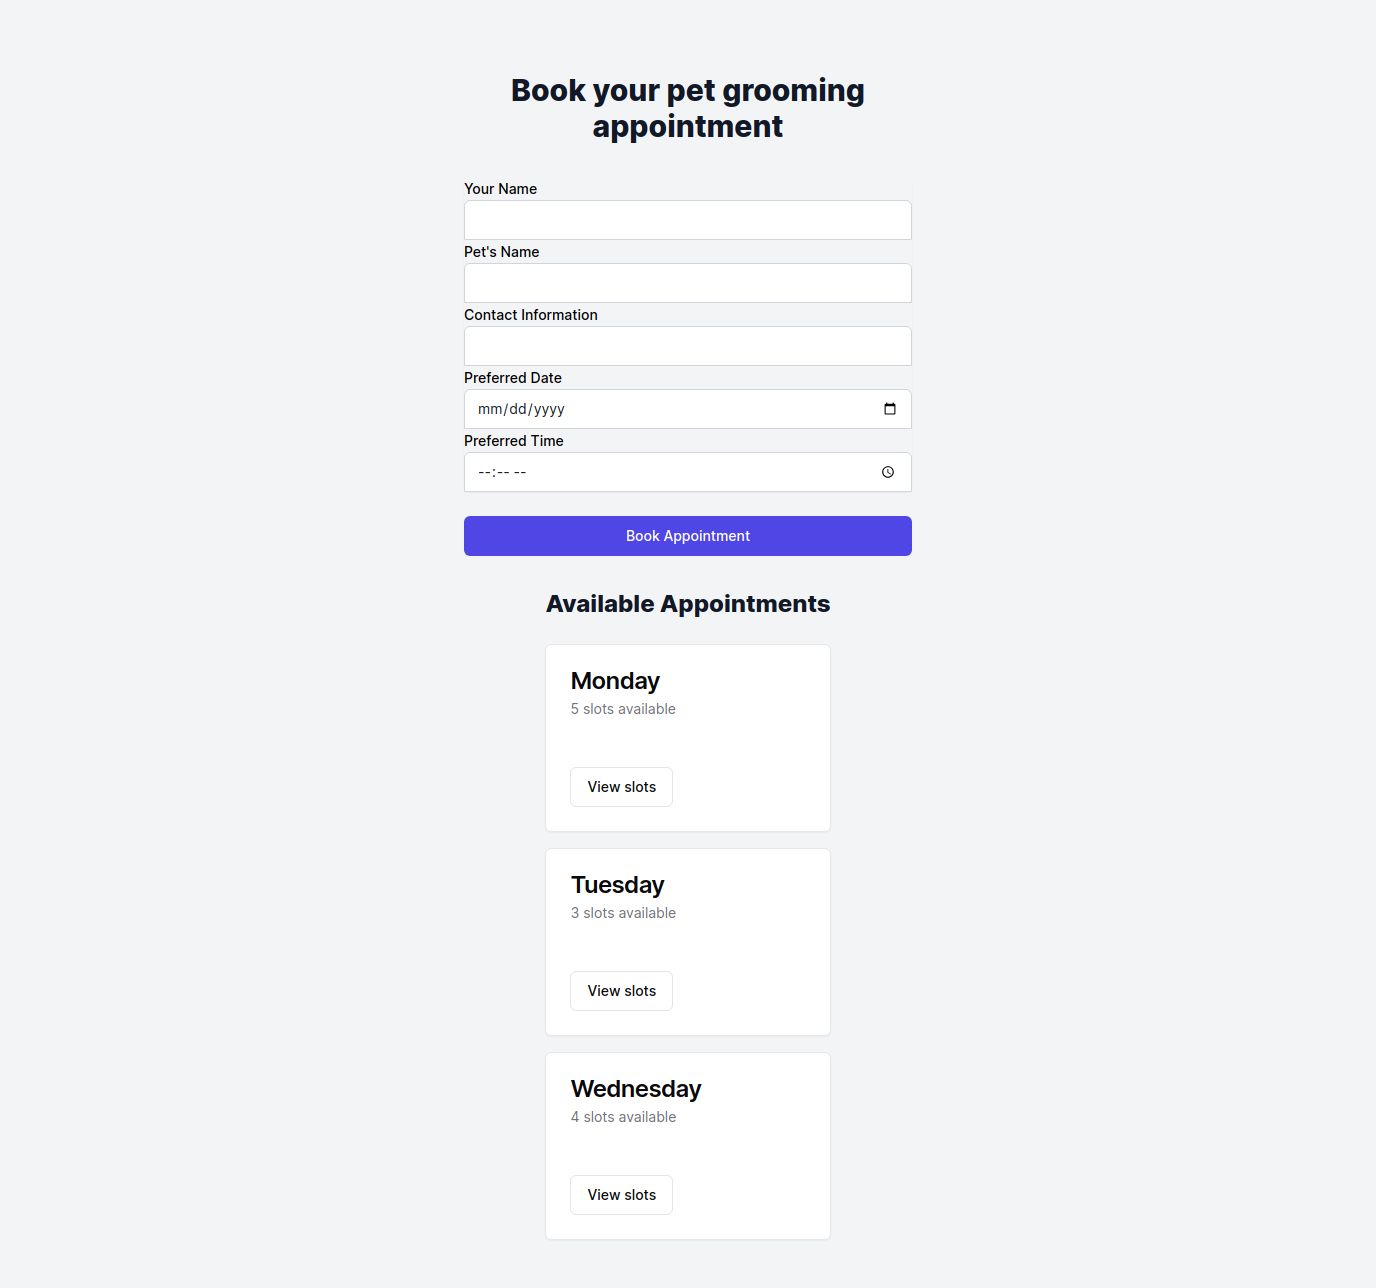 Book your pet grooming
appointment
Your Name
Pet's Name
Contact Information
Preferred Date
mm/dd/yyyy
Preferred Time
--:-- --
Book Appointment
Available Appointments
Monday
5 slots available
View slots
Tuesday
3 slots available
View slots
Wednesday
4 slots available
View slots